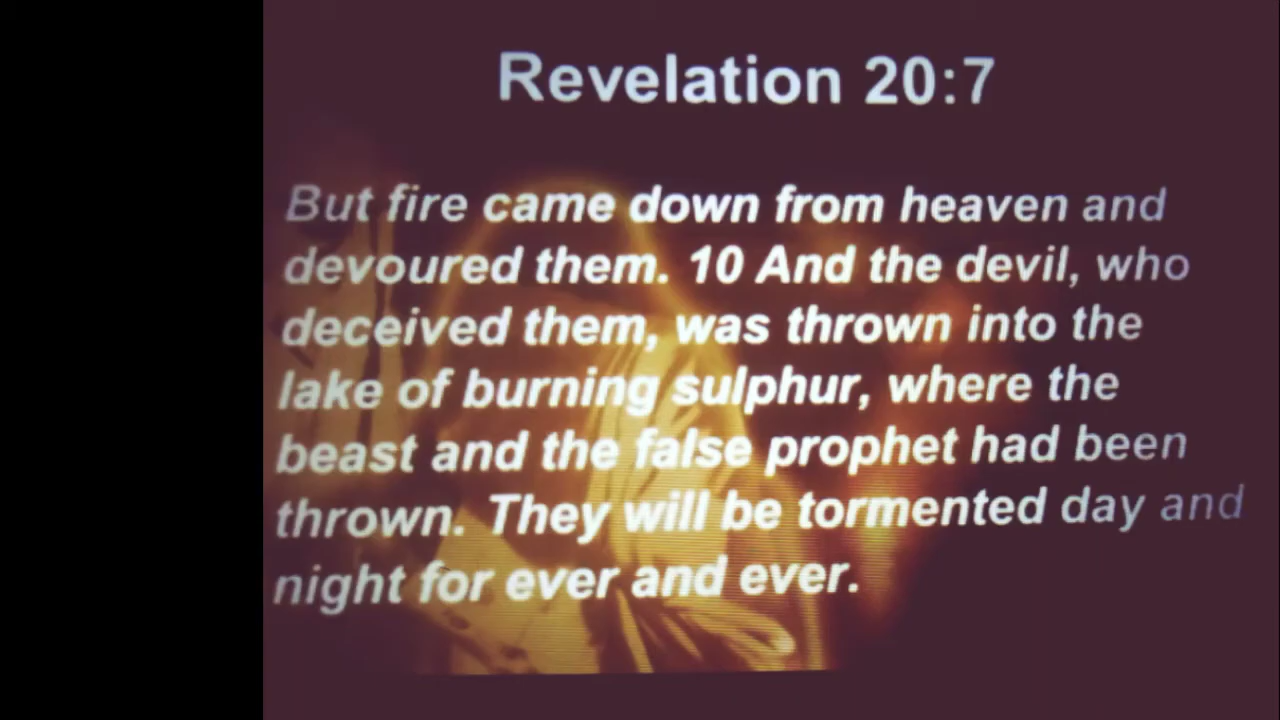 Revelation 20:7
But fire came down from heaven and
devoured them. 10 And the devil, who
deceived them, was thrown into the
lake of burning sulphur, where the
beast and the false prophet had been
thrown. They will be tormented day and
night for ever and ever.